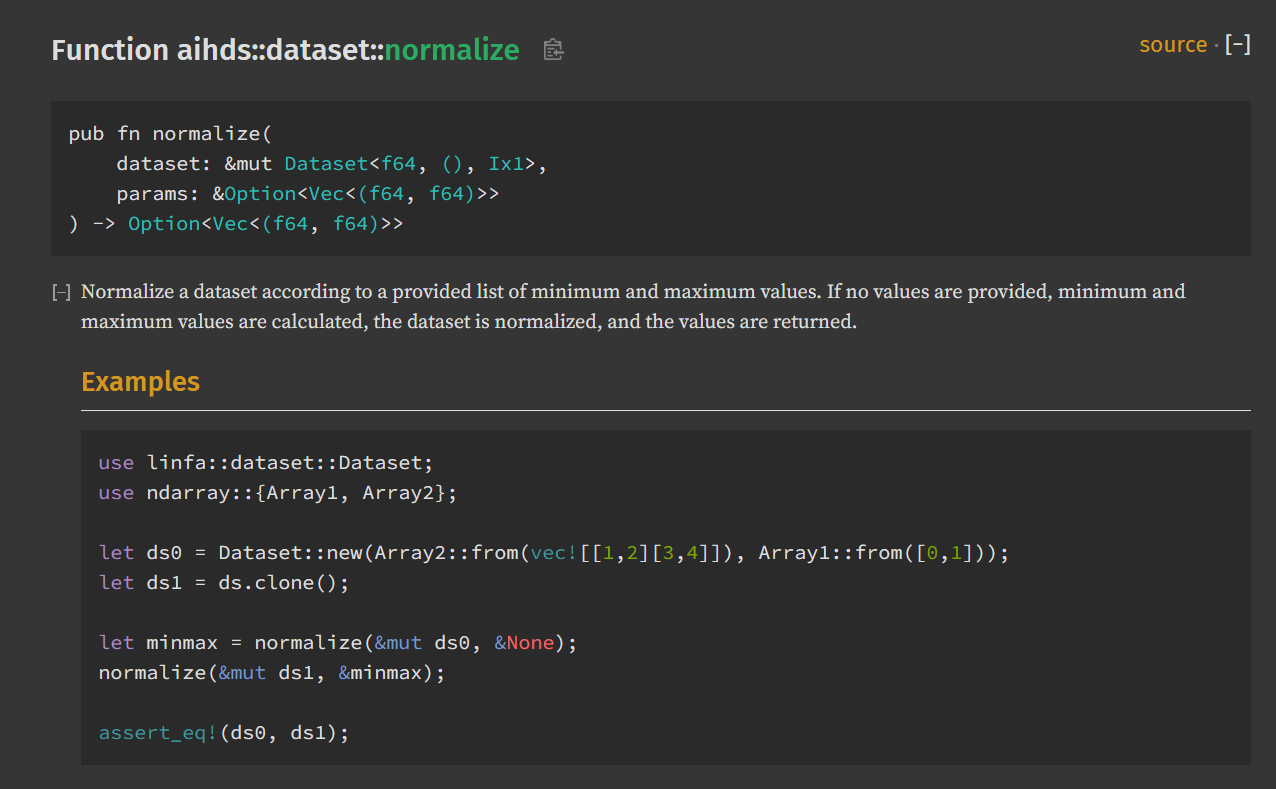 Function aihds::dataset::normalize
source · [−]
pub fn normalize(
    dataset: &mut Dataset<f64, (), Ix1>,
    params: &Option<Vec<(f64, f64)>>
) -> Option<Vec<(f64, f64)>>
[−] Normalize a dataset according to a provided list of minimum and maximum values. If no values are provided, minimum and
maximum values are calculated, the dataset is normalized, and the values are returned.
Examples
use linfa::dataset::Dataset;
use ndarray::{Array1, Array2};
let ds0 = Dataset::new(Array2::from(vec![[1,2][3,4]]), Array1::from([0,1]));
let ds1 = ds.clone();
let minmax = normalize(&mut ds0, &None);
normalize(&mut ds1, &minmax);
assert_eq!(ds0, ds1);